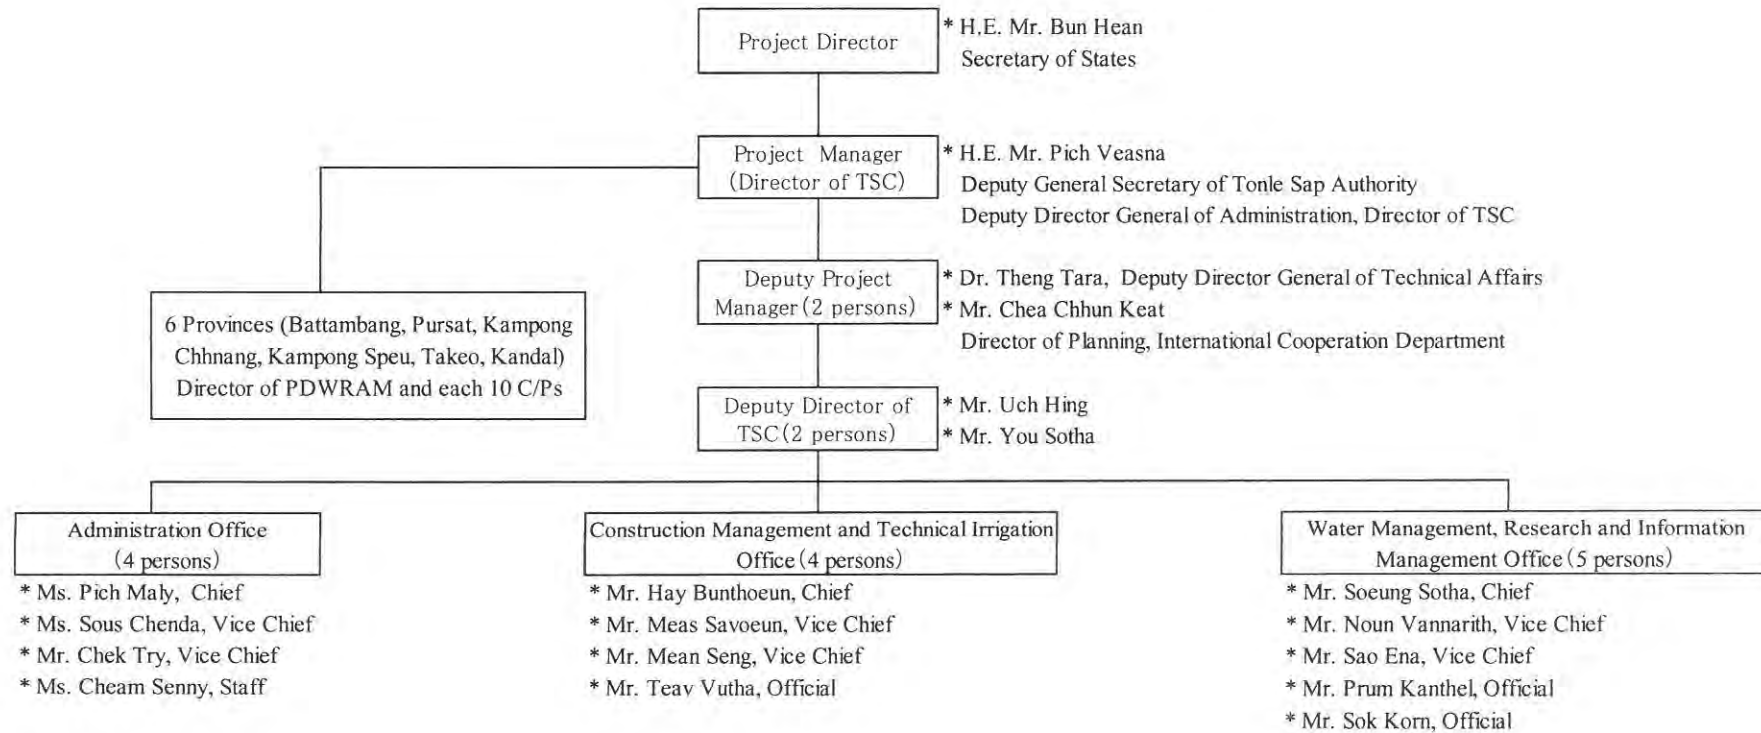 Project Director
* H.E. Mr. Bun Hean
Secretary of States
Project Manager
(Director of TSC)
* H.E. Mr. Pich Veasna
Deputy General Secretary of Tonle Sap Authority
Deputy Director General of Administration, Director of TSC
Deputy Project
Manager(2 persons)
* Dr. Theng Tara, Deputy Director General of Technical Affairs
* Mr. Chea Chhun Keat
Director of Planning, International Cooperation Department
6 Provinces (Battambang, Pursat, Kampong
Chhnang, Kampong Speu, Takeo, Kandal)
Director of PDWRAM and each 10 C/Ps
Deputy Director of
TSC(2 persons)
* Mr. Uch Hing
* Mr. You Sotha
Administration Office
(4 persons)
* Ms. Pich Maly, Chief
* Ms. Sous Chenda, Vice Chief
* Mr. Chek Try, Vice Chief
* Ms. Cheam Senny, Staff
Construction Management and Technical Irrigation
Office(4 persons)
* Mr. Hay Bunthoeun, Chief
* Mr. Meas Savoeun, Vice Chief
* Mr. Mean Seng, Vice Chief
* Mr. Teav Vutha, Official
Water Management, Research and Information
Management Office(5 persons)
* Mr. Soeung Sotha, Chief
* Mr. Noun Vannarith, Vice Chief
* Mr. Sao Ena, Vice Chief
* Mr. Prum Kanthel, Official
* Mr. Sok Korn, Official